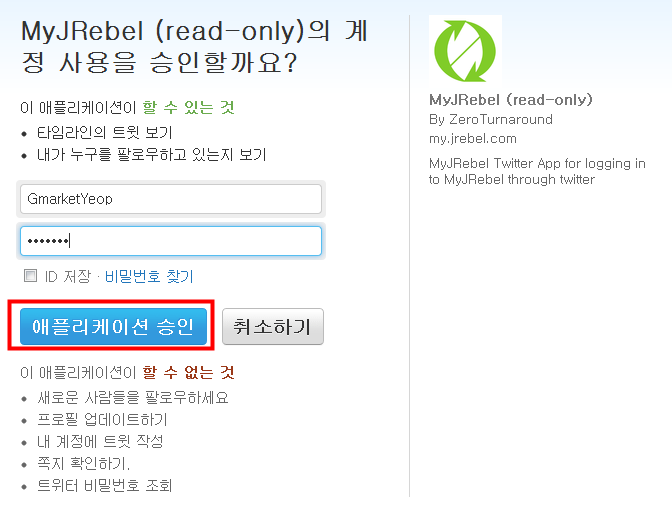 MyJRebel (read-only)의 계
정 사용을 승인할까요?
이 애플리케이션이 할 수 있는 것
• 타임라인의 트윗 보기
• 내가 누구를 팔로우하고 있는지 보기
GmarketYeop
•••••••
ID 저장 · 비밀번호 찾기
애플리케이션 승인
취소하기
이 애플리케이션이 할 수 없는 것
• 새로운 사람들을 팔로우하세요
• 프로필 업데이트하기
• 내 계정에 트윗 작성
• 쪽지 확인하기.
• 트위터 비밀번호 조회
MyJRebel (read-only)
By ZeroTurnaround
my.jrebel.com
MyJRebel Twitter App for logging in
to MyJRebel through twitter